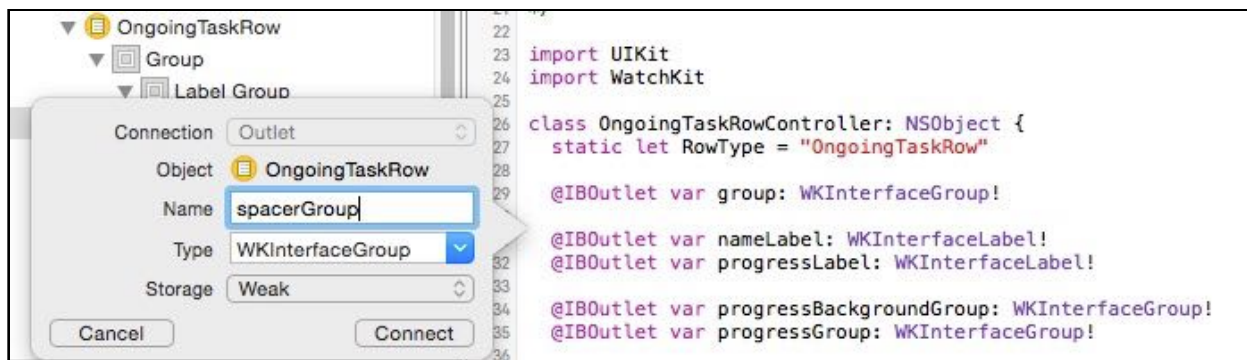 OngoingTaskRow
Group
Label Group
Connection Outlet
Object OngoingTaskRow
Name spacerGroup
Type WKInterfaceGroup
Storage Weak
Cancel Connect
22
23 import UIKit
24 import WatchKit
25
26 class OngoingTaskRowController: NSObject {
27 static let RowType = "OngoingTaskRow"
28
29 @IBOutlet var group: WKInterfaceGroup!
@IBOutlet var nameLabel: WKInterfaceLabel!
32 @IBOutlet var progressLabel: WKInterfaceLabel!
33
34 @IBOutlet var progressBackgroundGroup: WKInterfaceGroup!
35 @IBOutlet var progressGroup: WKInterfaceGroup!
36